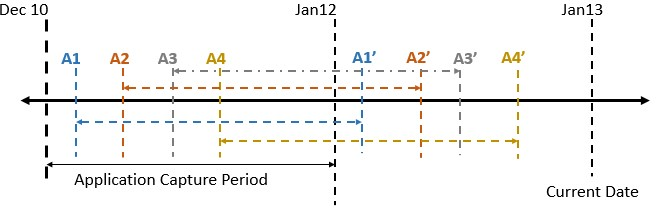 Dec 10 Jan12 Jan13
A1 A2 A3 A4 A1’ A2’ A3’ A4’
Application Capture Period
Current Date